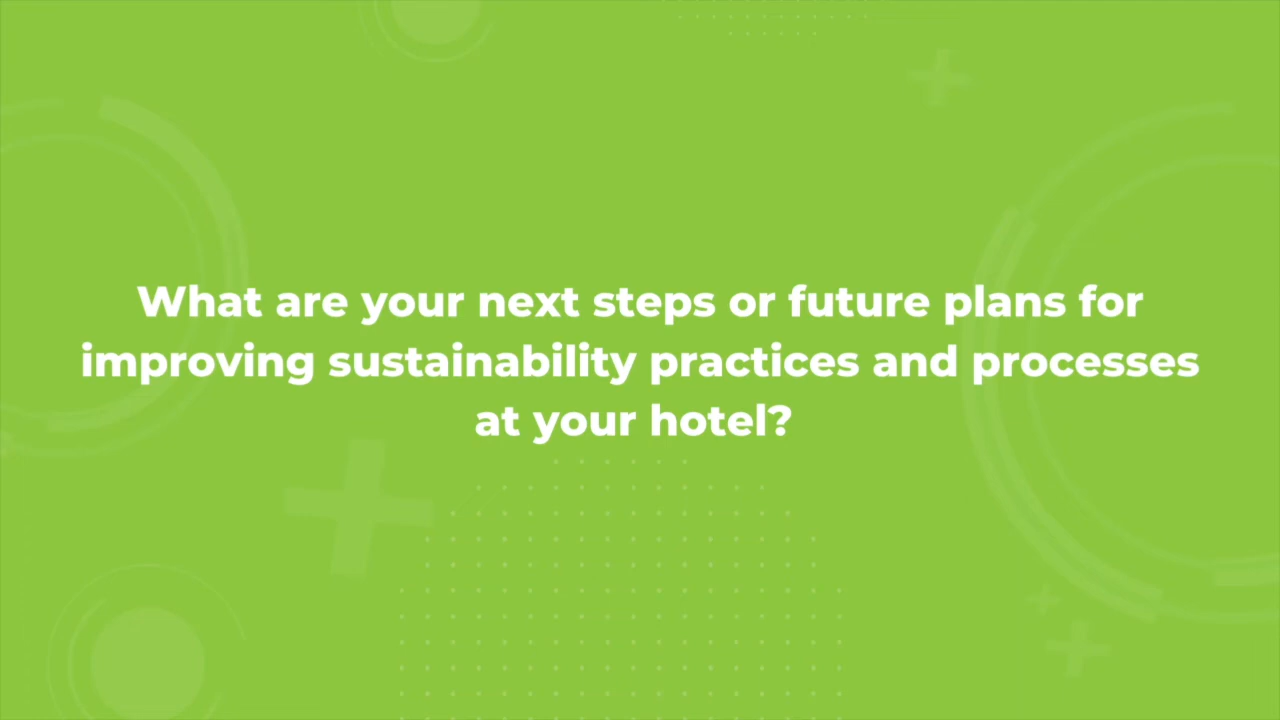 What are your next steps or future plans for
improving sustainability practices and processes
at your hotel?